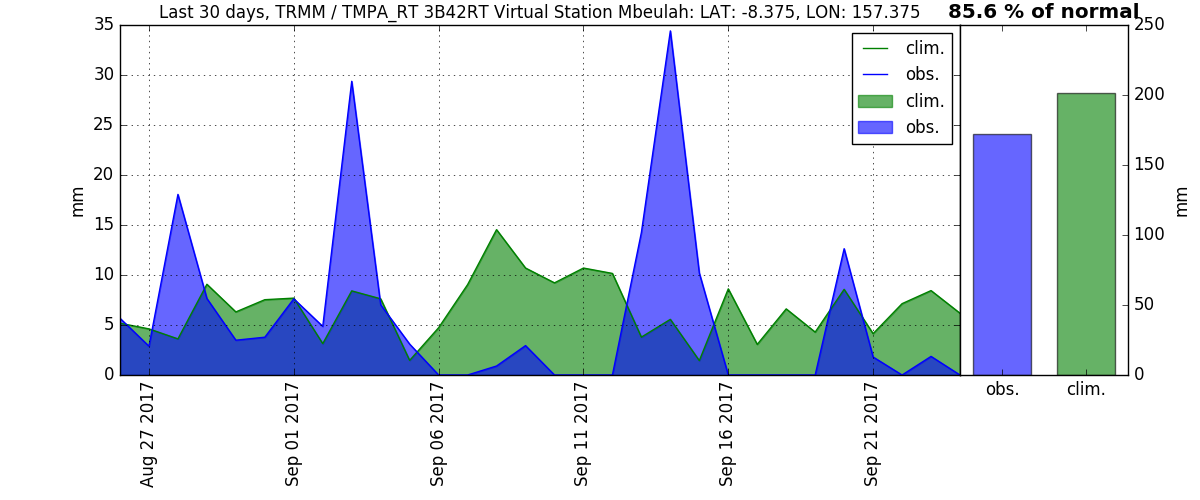 Last 30 days, TRMM / TMPA_RT 3B42RT Virtual Station Mbeulah: LAT: -8.375, LON: 157.375
85.6 % of normal
35
30
25
20
15
10
5
0
mm
Aug 27 2017
Sep 01 2017
Sep 06 2017
Sep 11 2017
Sep 16 2017
Sep 21 2017
clim.
obs.
clim.
obs.
250
200
150
100
50
0
mm
obs.
clim.